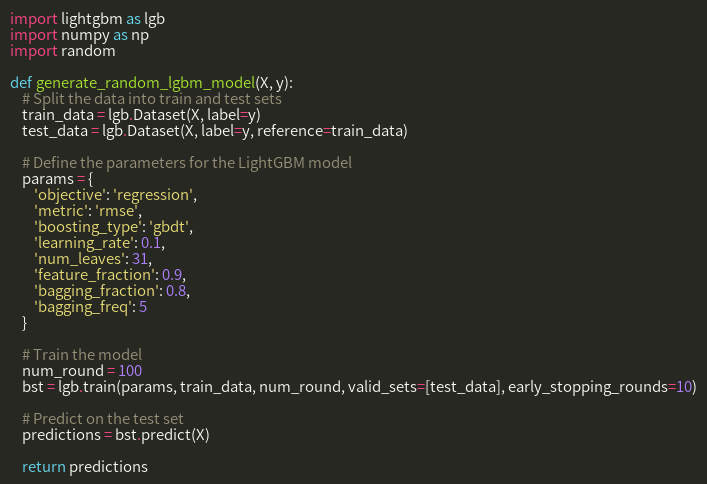 import lightgbm as lgb
import numpy as np
import random

def generate_random_lgbm_model(X, y):
    # Split the data into train and test sets
    train_data = lgb.Dataset(X, label=y)
    test_data = lgb.Dataset(X, label=y, reference=train_data)

    # Define the parameters for the LightGBM model
    params = {
        'objective': 'regression',
        'metric': 'rmse',
        'boosting_type': 'gbdt',
        'learning_rate': 0.1,
        'num_leaves': 31,
        'feature_fraction': 0.9,
        'bagging_fraction': 0.8,
        'bagging_freq': 5
    }

    # Train the model
    num_round = 100
    bst = lgb.train(params, train_data, num_round, valid_sets=[test_data], early_stopping_rounds=10)

    # Predict on the test set
    predictions = bst.predict(X)

    return predictions